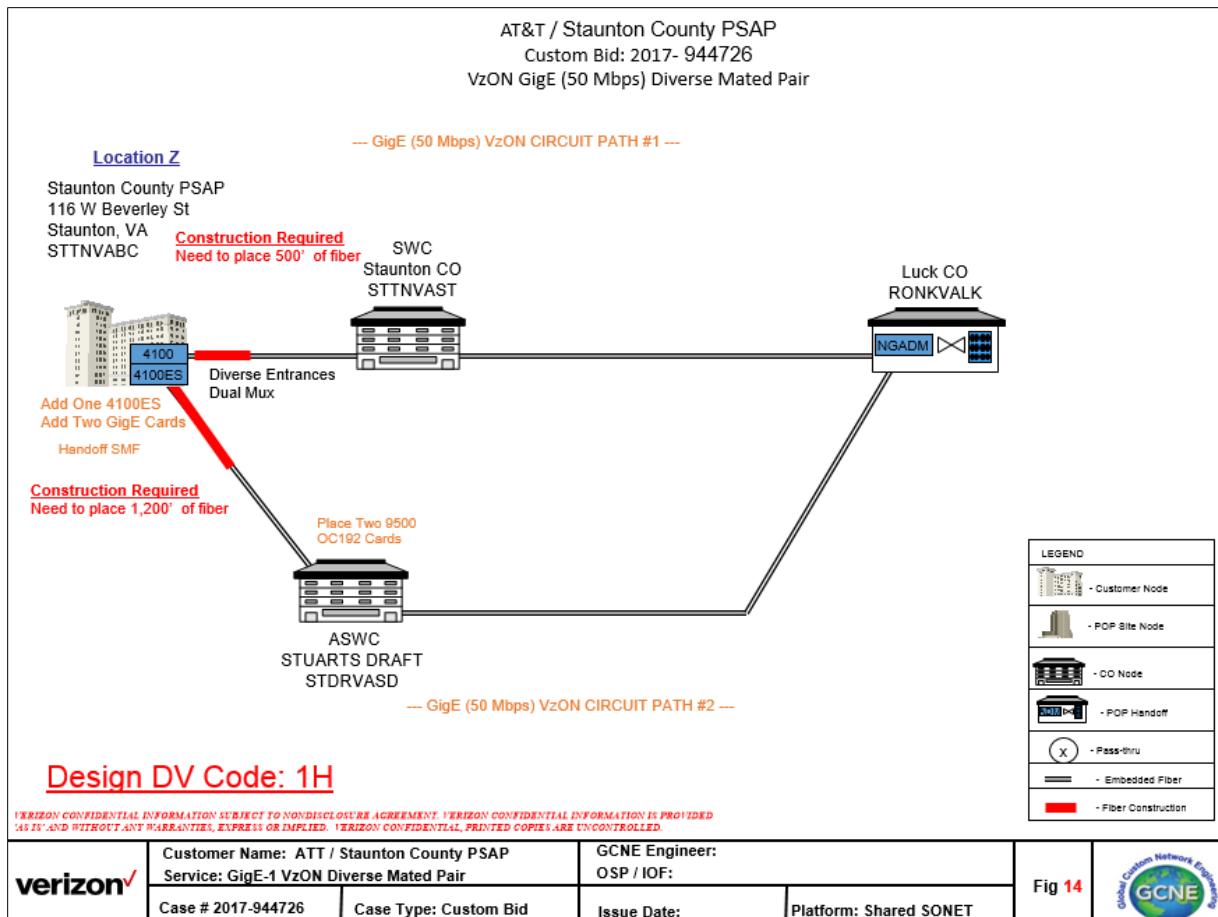 AT&T / Staunton County PSAP
Custom Bid: 2017- 944726
VzON GigE (50 Mbps) Diverse Mated Pair
--- GigE (50 Mbps) VzON CIRCUIT PATH #1 ---
Location Z
Staunton County PSAP
116 W Beverley St
Staunton, VA
STTNVABC
Construction Required
Need to place 500' of fiber
SWC
Staunton CO
STTNVAST
Luck CO
RONKVALK
NGADM
4100
4100ES
Diverse Entrances
Dual Mux
Add One 4100ES
Add Two GigE Cards
Handoff SMF
Construction Required
Need to place 1,200' of fiber
Place Two 9500
OC192 Cards
ASWC
STUARTS DRAFT
STDRVASD
--- GigE (50 Mbps) VzON CIRCUIT PATH #2 ---
LEGEND
- Customer Node
- POP Site Node
- CO Node
- POP Handoff
X
- Pass-thru
- Embedded Fiber
- Fiber Construction
Design DV Code: 1H
VERIZON CONFIDENTIAL INFORMATION SUBJECT TO NONDISCLOSURE AGREEMENT. VERIZON CONFIDENTIAL INFORMATION IS PROVIDED
'AS IS' AND WITHOUT ANY WARRANTIES, EXPRESS OR IMPLIED. VERIZON CONFIDENTIAL, PRINTED COPIES ARE UNCONTROLLED.
verizon
Customer Name: ATT / Staunton County PSAP
Service: GigE-1 VzON Diverse Mated Pair
GCNE Engineer:
OSP / IOF:
Case # 2017-944726
Case Type: Custom Bid
Issue Date:
Platform: Shared SONET
Fig 14
Global Custom Network Engineering
GCNE